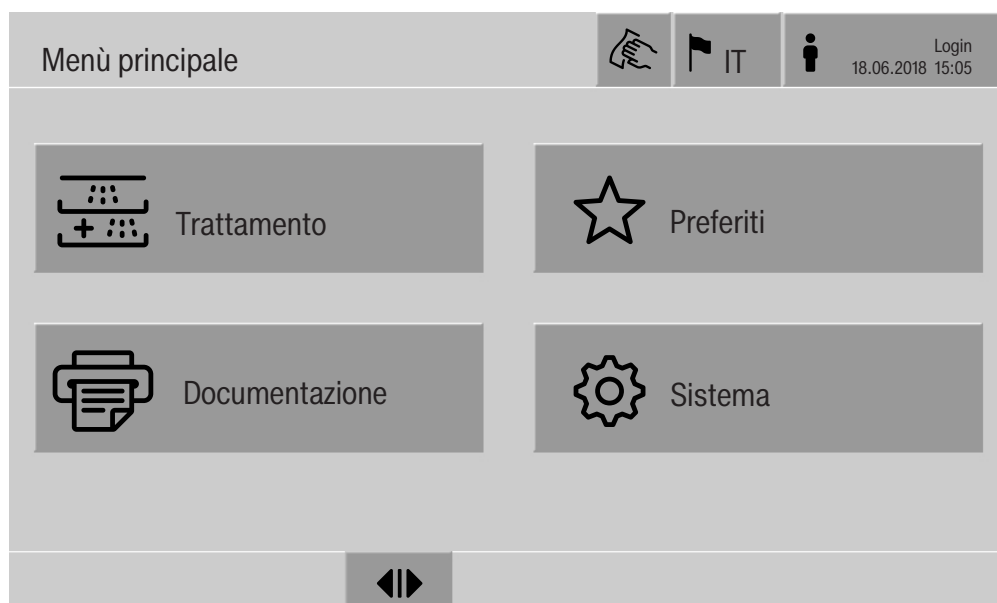 Menù principale
IT
Login
18.06.2018 15:05
Trattamento
Preferiti
Documentazione
Sistema